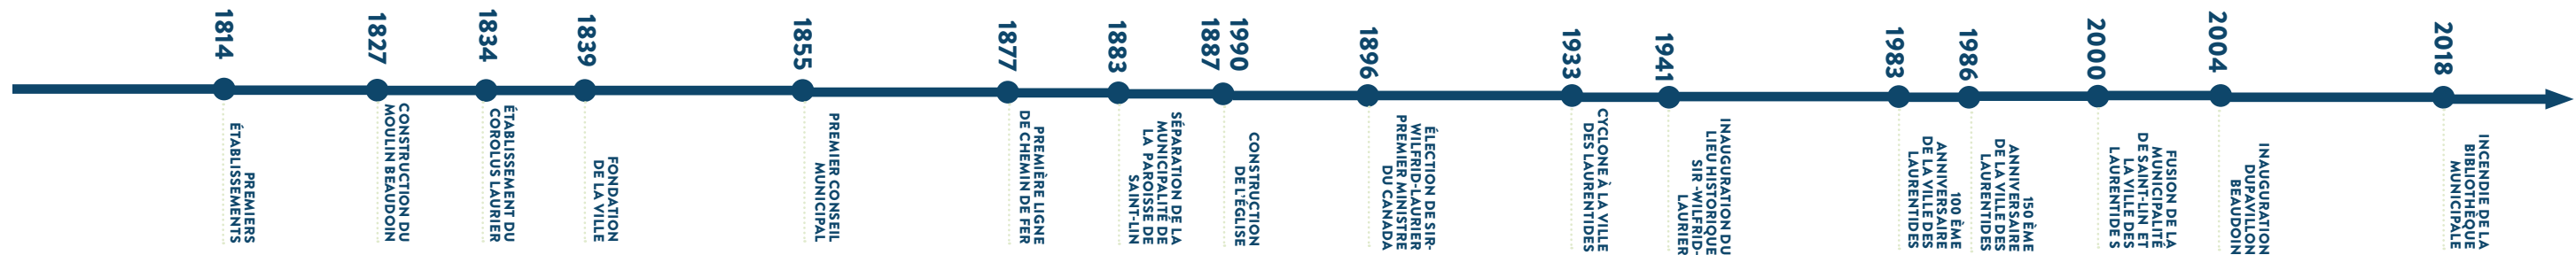 1814
PREMIERS
ÉTABLISSEMENTS
1827
CONSTRUCTION DU
MOULIN BEAUDOIN
1834
ÉTABLISSEMENT DU
COROLUS LAURIER
1839
FONDATION
DE LA VILLE
1855
PREMIER CONSEIL
MUNICIPAL
1877
PREMIÈRE LIGNE
DE CHEMIN DE FER
1883
SÉPARATION DE LA
MUNICIPALITÉ DE
LA PAROISSE DE
SAINT-LIN
1990
1887
CONSTRUCTION
DE L'ÉGLISE
1896
ÉLECTION DE SIR-
WILFRID-LAURIER
PREMIER MINISTRE
DU CANADA
1933
CYCLONE À LA VILLE
DES LAURENTIDES
1941
INAUGURATION DU
LIEU HISTORIQUE
SIR -WILFRID-
LAURIER
1983
100 ÈME
ANNIVERSAIRE
DE LA VILLE DES
LAURENTIDES
1986
150 ÈME
ANNIVERSAIRE
DE LA VILLE DES
LAURENTIDES
2000
FUSION DE LA
MUNICIPALITÉ
DE SAINT-LIN ET
LA VILLE DES
LAURENTIDE S
2004
INAUGURATION
DUPAVILLON
BEAUDOIN
2018
INCENDIE DE LA
BIBLIOTHÈQUE
MUNICIPALE